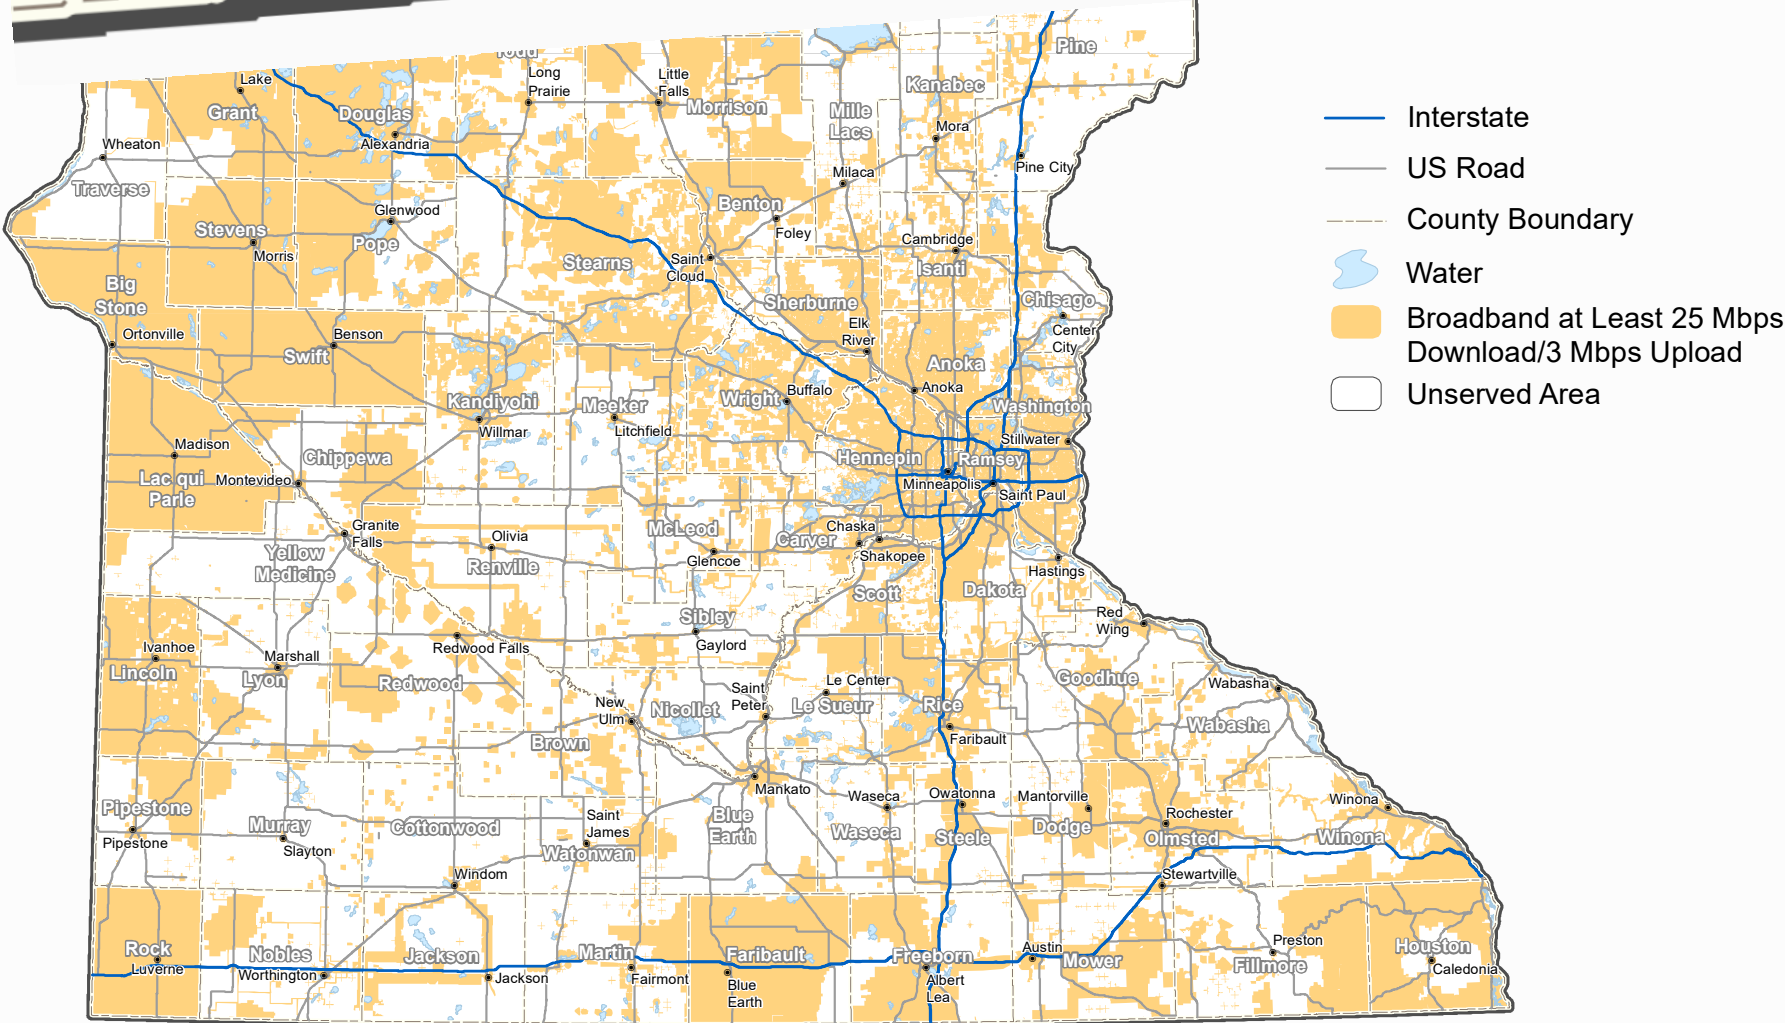 Pine
Long
Prairie
Little
Falls
Lake
Grant
Douglas
Morrison
Mille
Lacs
Kanabec
Mora
Wheaton
Alexandria
Pine City
Traverse
Milaca
Glenwood
Benton
Foley
Stevens
Morris
Pope
Cambridge
Isanti
Stearns
Saint
Cloud
Big
Stone
Sherburne
Chisago
Elk
River
Center
City
Ortonville
Benson
Swift
Anoka
Anoka
Buffalo
Wright
Kandiyohi
Meeker
Washington
Willmar
Litchfield
Stillwater
Madison
Chippewa
Hennepin
Ramsey
Lac qui
Parle
Montevideo
Minneapolis
Saint Paul
Granite
Falls
Olivia
McLeod
Chaska
Carver
Yellow
Medicine
Renville
Glencoe
Shakopee
Hastings
Scott
Dakota
Sibley
Gaylord
Red
Wing
Ivanhoe
Lincoln
Marshall
Lyon
Redwood Falls
Redwood
Saint
Peter
Le Center
Le Sueur
Goodhue
Wabasha
New
Ulm
Nicollet
Rice
Wabasha
Brown
Faribault
Mankato
Waseca
Owatonna
Mantorville
Winona
Pipestone
Pipestone
Murray
Slayton
Cottonwood
Saint
James
Watonwan
Blue
Earth
Waseca
Steele
Dodge
Rochester
Olmsted
Winona
Windom
Stewartville
Rock
Luverne
Nobles
Worthington
Jackson
Jackson
Martin
Fairmont
Faribault
Blue
Earth
Freeborn
Albert
Lea
Austin
Mower
Preston
Fillmore
Houston
Caledonia
Interstate
US Road
County Boundary
Water
Broadband at Least 25 Mbps
Download/3 Mbps Upload
Unserved Area